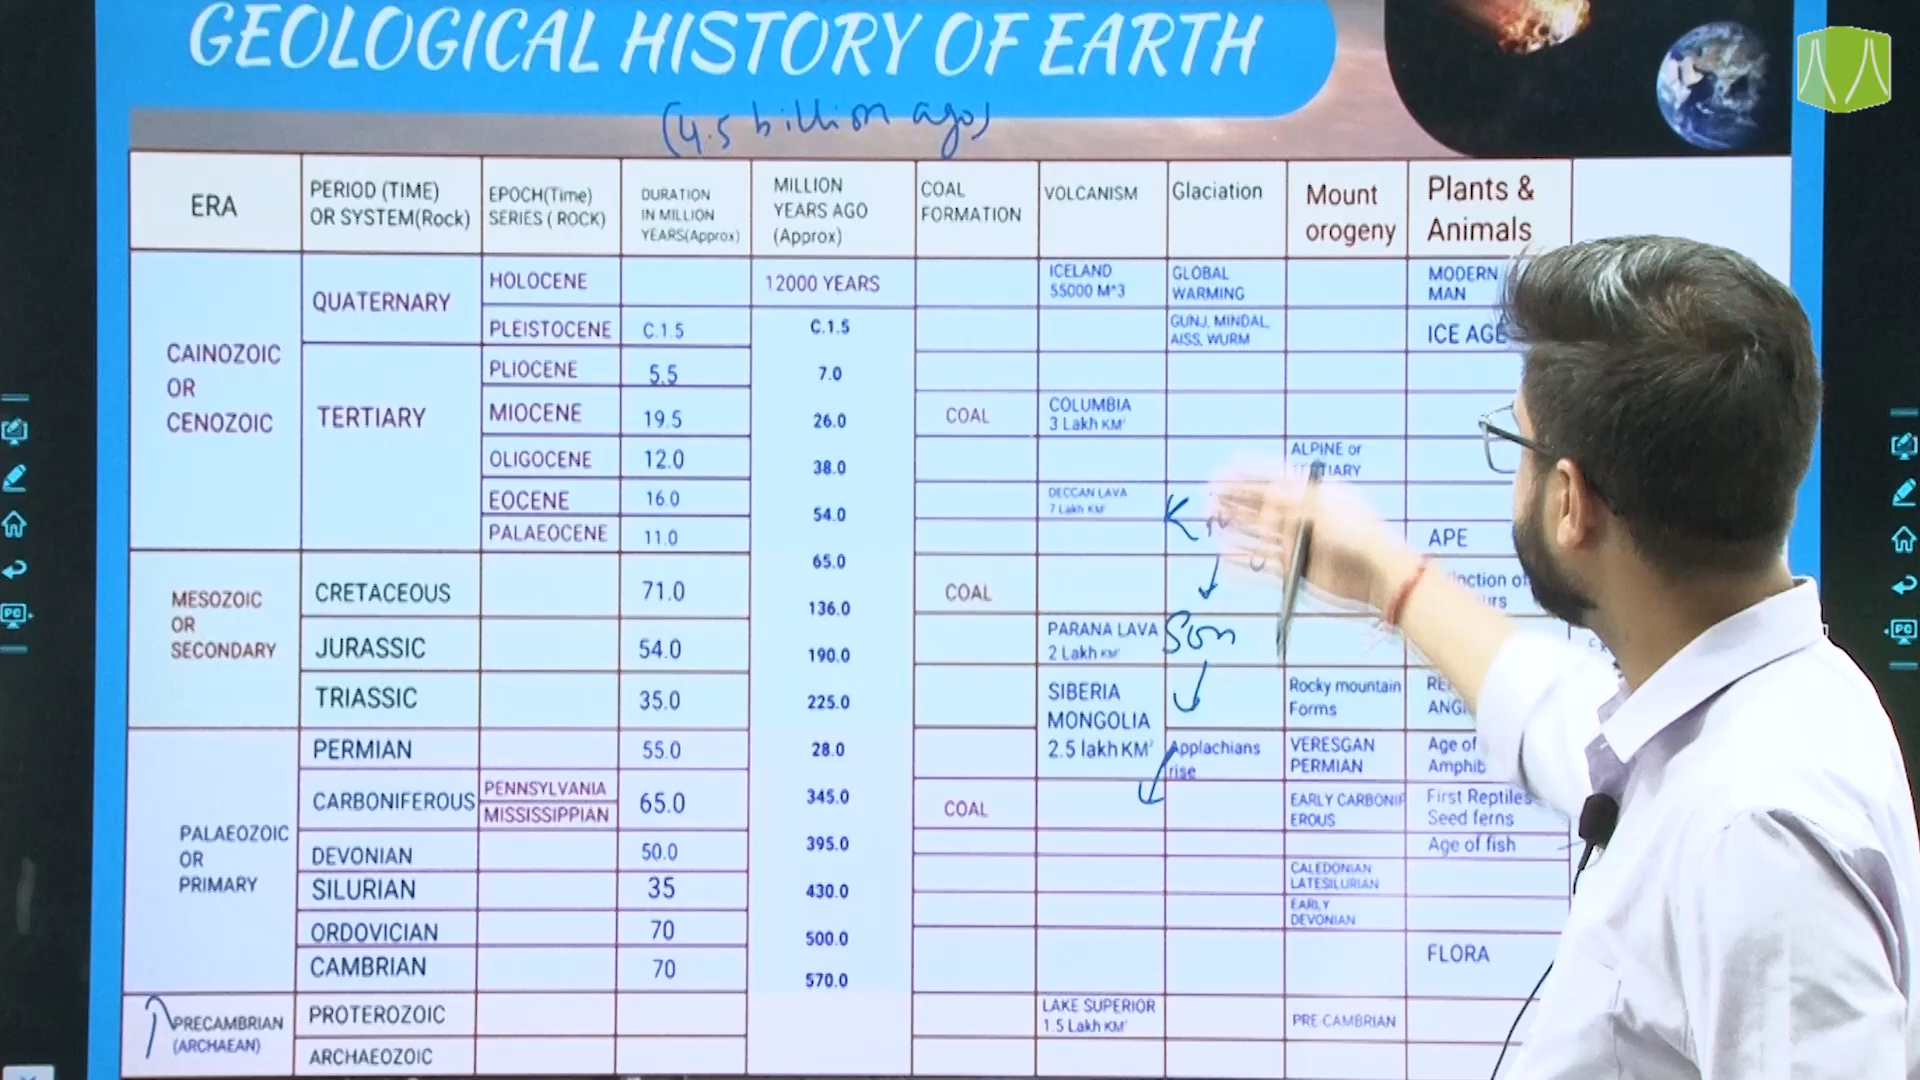 GEOLOGICAL HISTORY OF EARTH
(4.5 billion ago)
ERA
PERIOD (TIME)
OR SYSTEM(Rock)
EPOCH(Time)
SERIES ( ROCK)
DURATION
IN MILLION
YEARS(Approx)
MILLION
YEARS AGO
(Approx)
COAL
FORMATION
VOLCANISM
Glaciation
Mount
orogeny
Plants &
Animals
CAINOZOIC
OR
CENOZOIC
QUATERNARY
HOLOCENE
12000 YEARS
ICELAND
55000 M^3
GLOBAL
WARMING
MODERN
MAN
PLEISTOCENE
C.1.5
C.1.5
GUNJ, MINDAL,
AISS, WURM
ICE AGE
TERTIARY
PLIOCENE
5.5
7.0
MIOCENE
19.5
26.0
COAL
COLUMBIA
3 Lakh KM²
OLIGOCENE
12.0
38.0
ALPINE or
TERTIARY
EOCENE
16.0
54.0
DECCAN LAVA
7 Lakh KM²
PALAEOCENE
11.0
65.0
APE
MESOZOIC
OR
SECONDARY
CRETACEOUS
71.0
136.0
COAL
JURASSIC
54.0
190.0
PARANA LAVA
2 Lakh KM²
Son
TRIASSIC
35.0
225.0
SIBERIA
MONGOLIA
2.5 lakh KM²
Rocky mountain
Forms
PALAEOZOIC
OR
PRIMARY
PERMIAN
55.0
28.0
Applachians
rise
VERESGAN
PERMIAN
Age of
CARBONIFEROUS
PENNSYLVANIA
MISSISSIPPIAN
65.0
345.0
COAL
EARLY CARBONIF
EROUS
First Reptiles
Seed ferns
DEVONIAN
50.0
395.0
Age of fish
SILURIAN
35
430.0
CALEDONIAN
LATESILURIAN
ORDOVICIAN
70
500.0
EARLY
DEVONIAN
CAMBRIAN
70
570.0
FLORA
PRECAMBRIAN
(ARCHAEAN)
PROTEROZOIC
LAKE SUPERIOR
1.5 Lakh KM²
PRE-CAMBRIAN
ARCHAEOZOIC
PC
PC